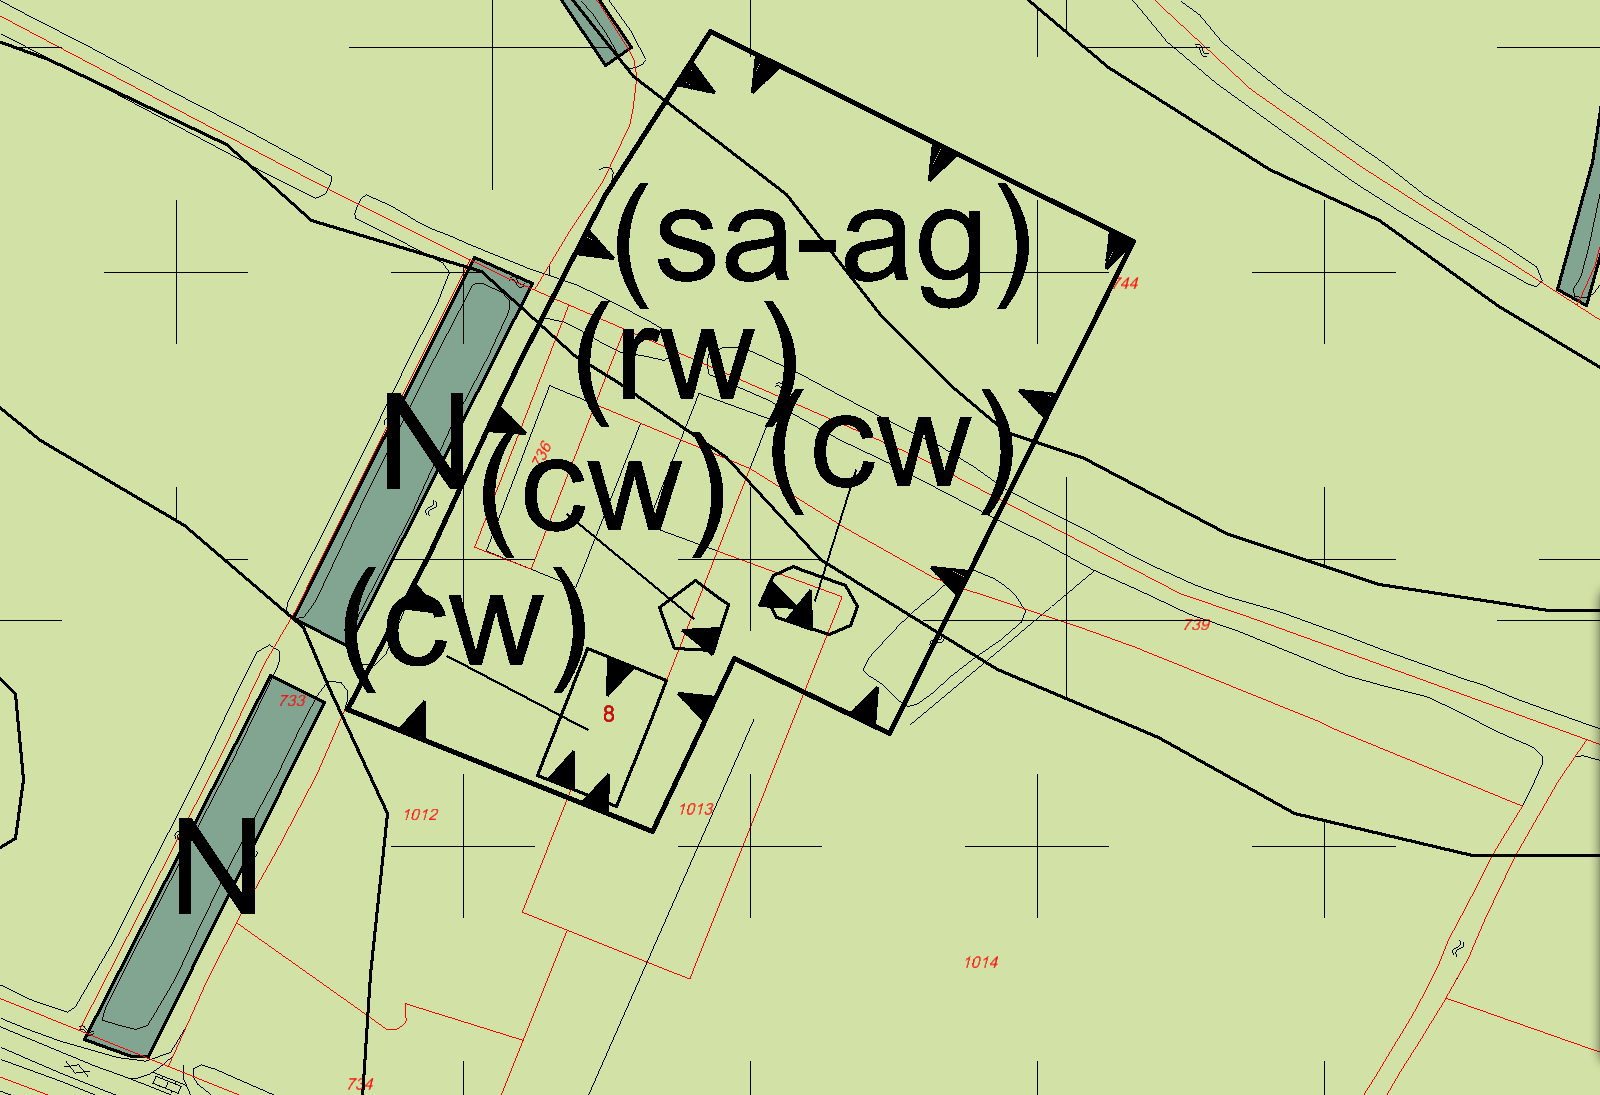 (sa-ag)
744
(rw)
N
(cw)
736
(cw)
(cw)
739
733
8
1012
1013
N
1014
734